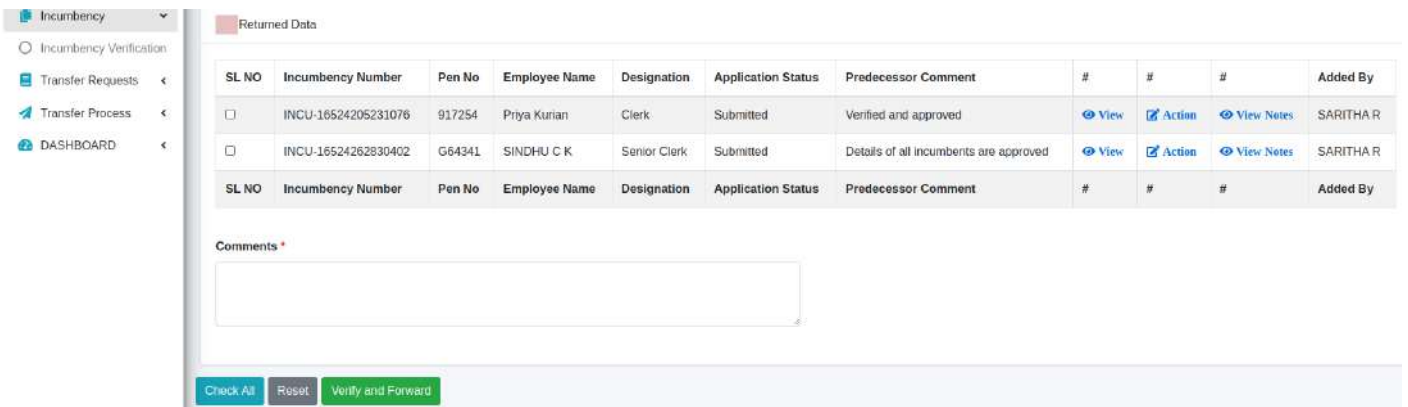 Incumbency
Incumbency Verification
Transfer Requests
Transfer Process
DASHBOARD
Returned Data
SL NO Incumbency Number Pen No Employee Name Designation Application Status Predecessor Comment # # # Added By
INCU-16524205231076 917254 Priya Kurian Clerk Submitted Verified and approved View Action View Notes SARITHA R
INCU-16524262830402 G64341 SINDHU C K Senior Clerk Submitted Details of all incumbents are approved View Action View Notes SARITHA R
SL NO Incumbency Number Pen No Employee Name Designation Application Status Predecessor Comment # # # Added By
Comments *
Check All Reset Verify and Forward